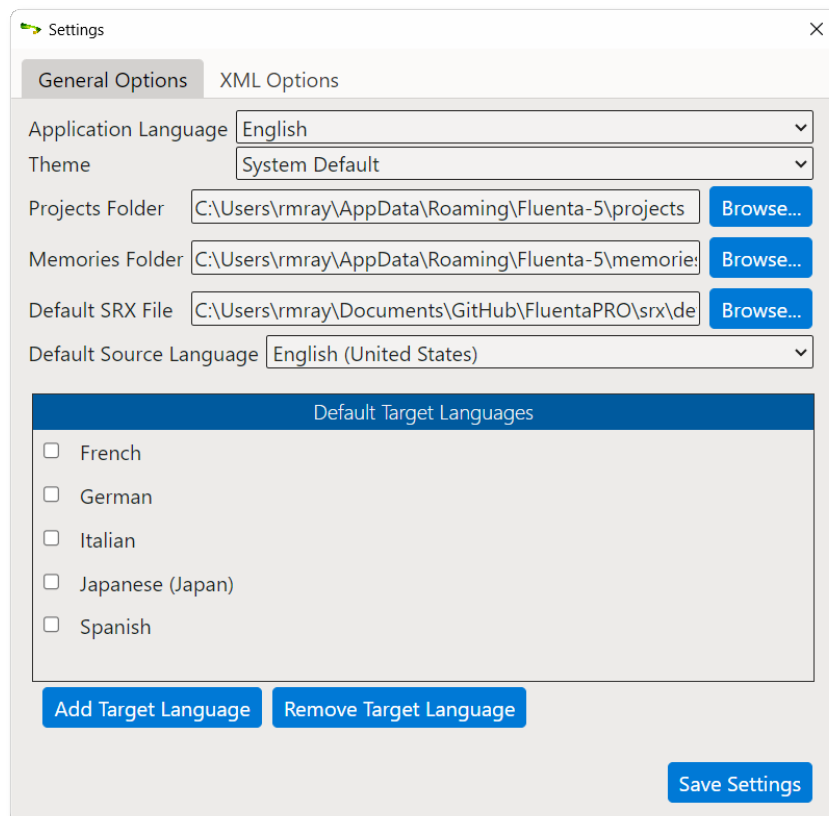 Settings
General Options XML Options
Application Language English
Theme System Default
Projects Folder C:\Users\rmray\AppData\Roaming\Fluenta-5\projects Browse...
Memories Folder C:\Users\rmray\AppData\Roaming\Fluenta-5\memories Browse...
Default SRX File C:\Users\rmray\Documents\GitHub\FluentaPRO\srx\de Browse...
Default Source Language English (United States)
Default Target Languages
French
German
Italian
Japanese (Japan)
Spanish
Add Target Language Remove Target Language
Save Settings